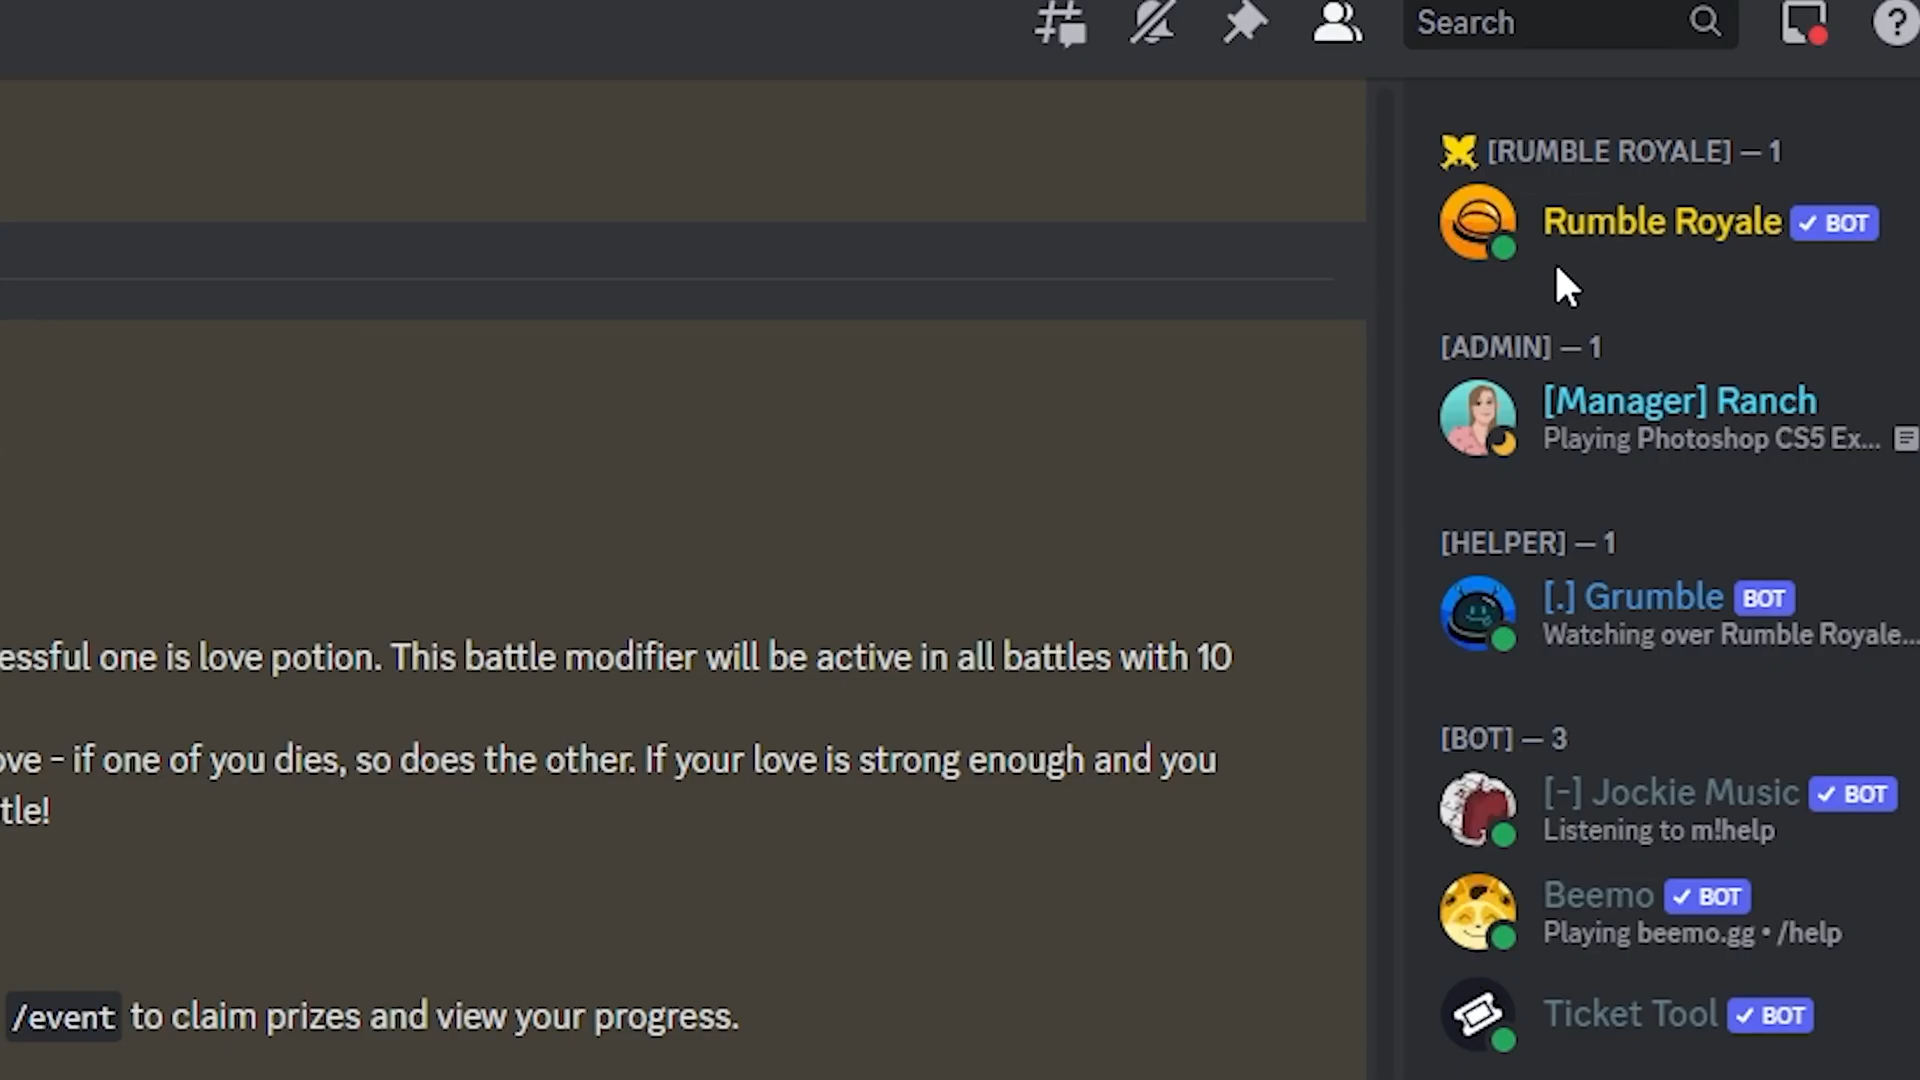 Search
[RUMBLE ROYALE] — 1
Rumble Royale ✓ BOT
[ADMIN] — 1
[Manager] Ranch
Playing Photoshop CS5 Ex...
[HELPER] — 1
[.] Grumble BOT
Watching over Rumble Royale...
[BOT] — 3
[-] Jockie Music ✓ BOT
Listening to m!help
Beemo ✓ BOT
Playing beemo.gg • /help
Ticket Tool ✓ BOT
essful one is love potion. This battle modifier will be active in all battles with 10
ove - if one of you dies, so does the other. If your love is strong enough and you
tle!
/event to claim prizes and view your progress.